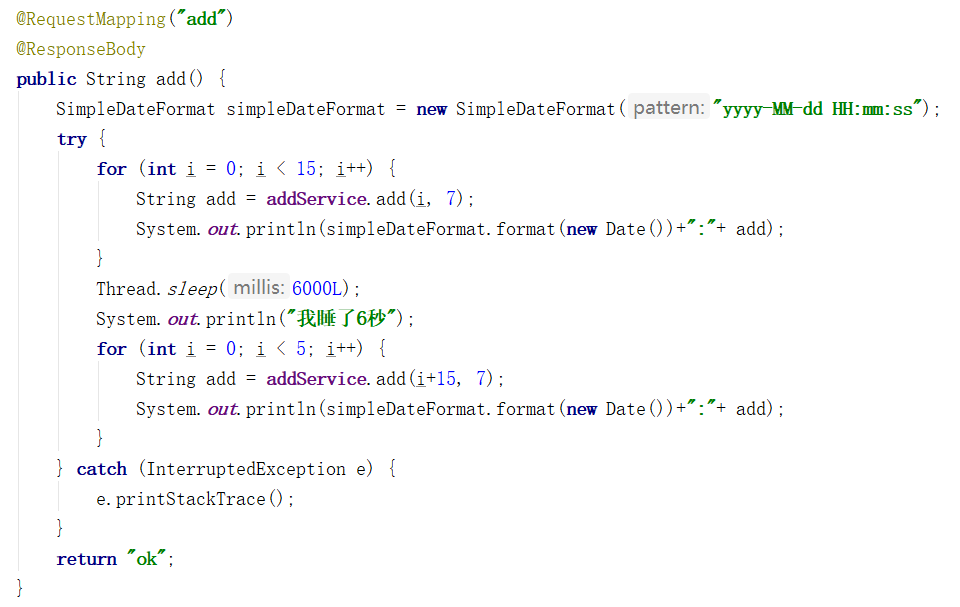 @RequestMapping("add")
@ResponseBody
public String add() {
    SimpleDateFormat simpleDateFormat = new SimpleDateFormat( pattern: "yyyy-MM-dd HH:mm:ss");
    try {
        for (int i = 0; i < 15; i++) {
            String add = addService.add(i, 7);
            System.out.println(simpleDateFormat.format(new Date())+":"+ add);
        }
        Thread.sleep( millis: 6000L);
        System.out.println("我睡了6秒");
        for (int i = 0; i < 5; i++) {
            String add = addService.add(i+15, 7);
            System.out.println(simpleDateFormat.format(new Date())+":"+ add);
        }
    } catch (InterruptedException e) {
        e.printStackTrace();
    }
    return "ok";
}